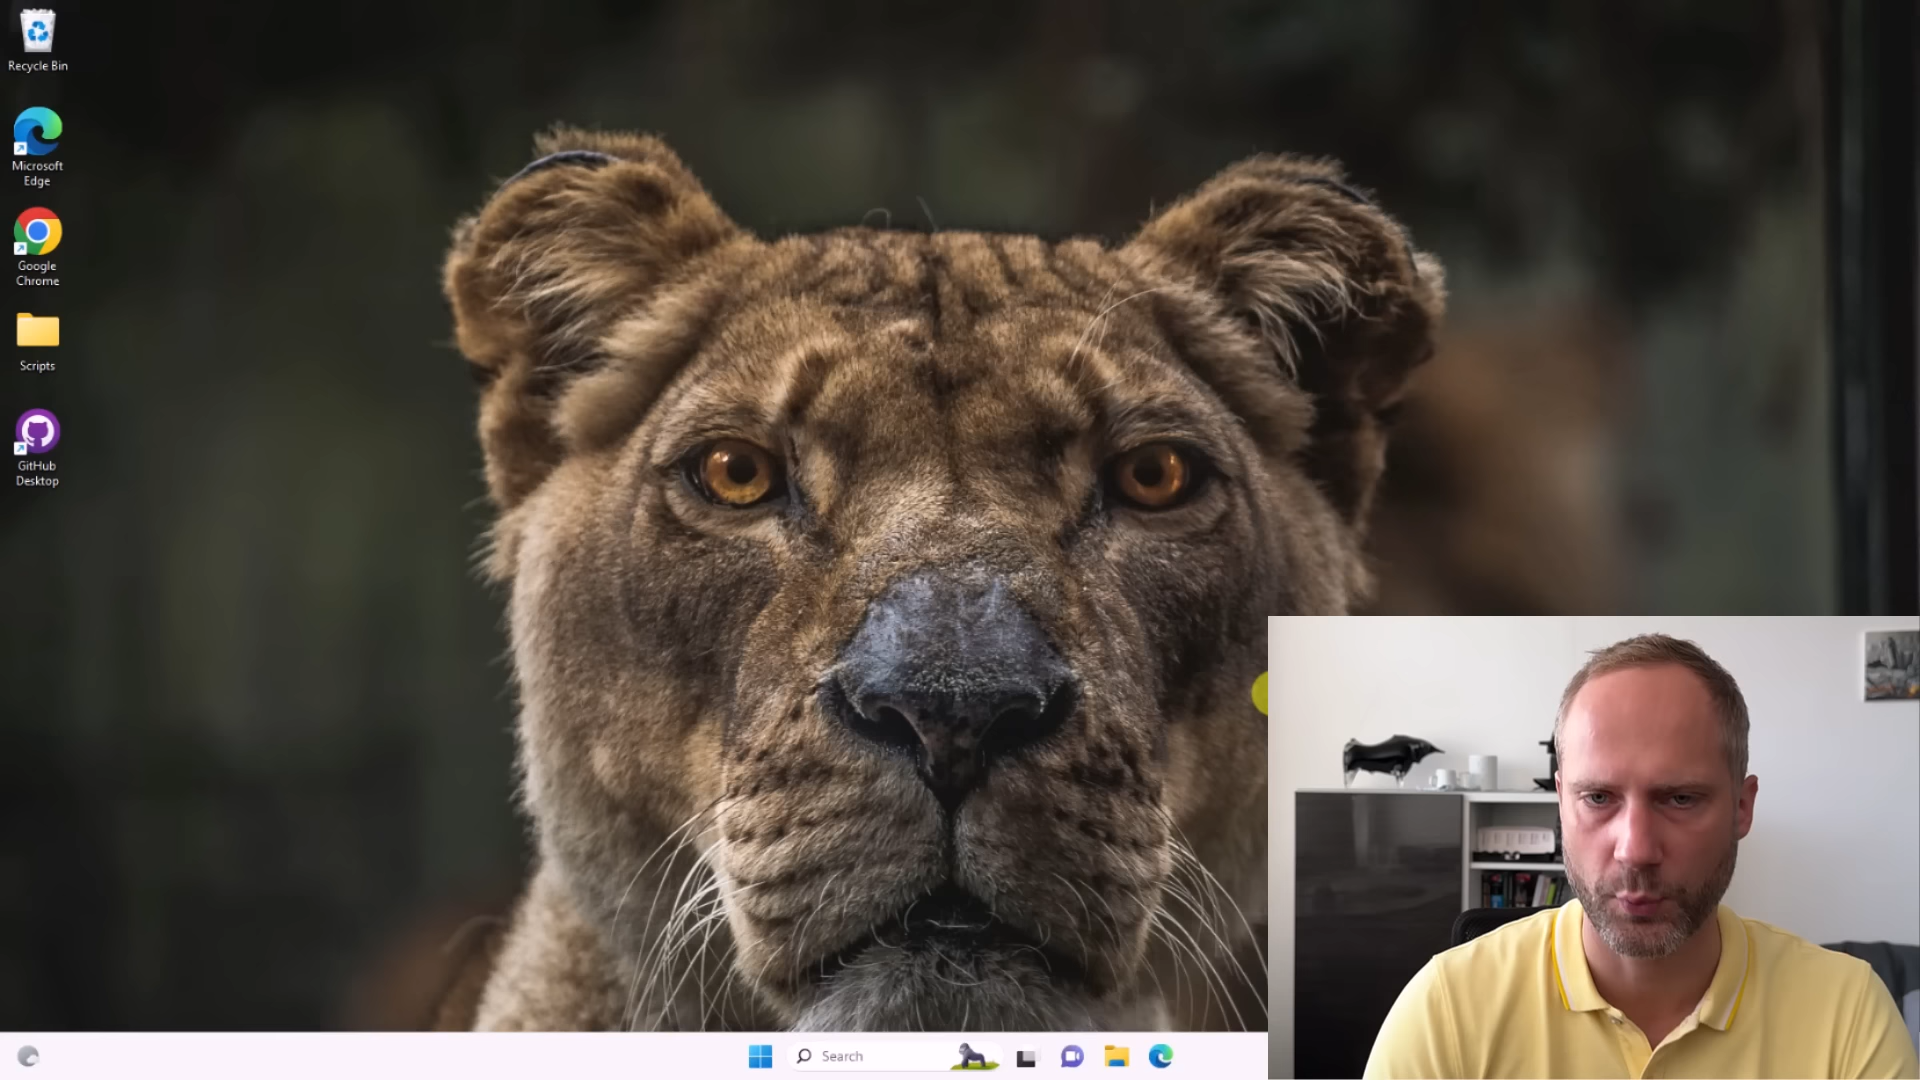 Recycle Bin
Microsoft
Edge
Google
Chrome
Scripts
GitHub
Desktop
Search